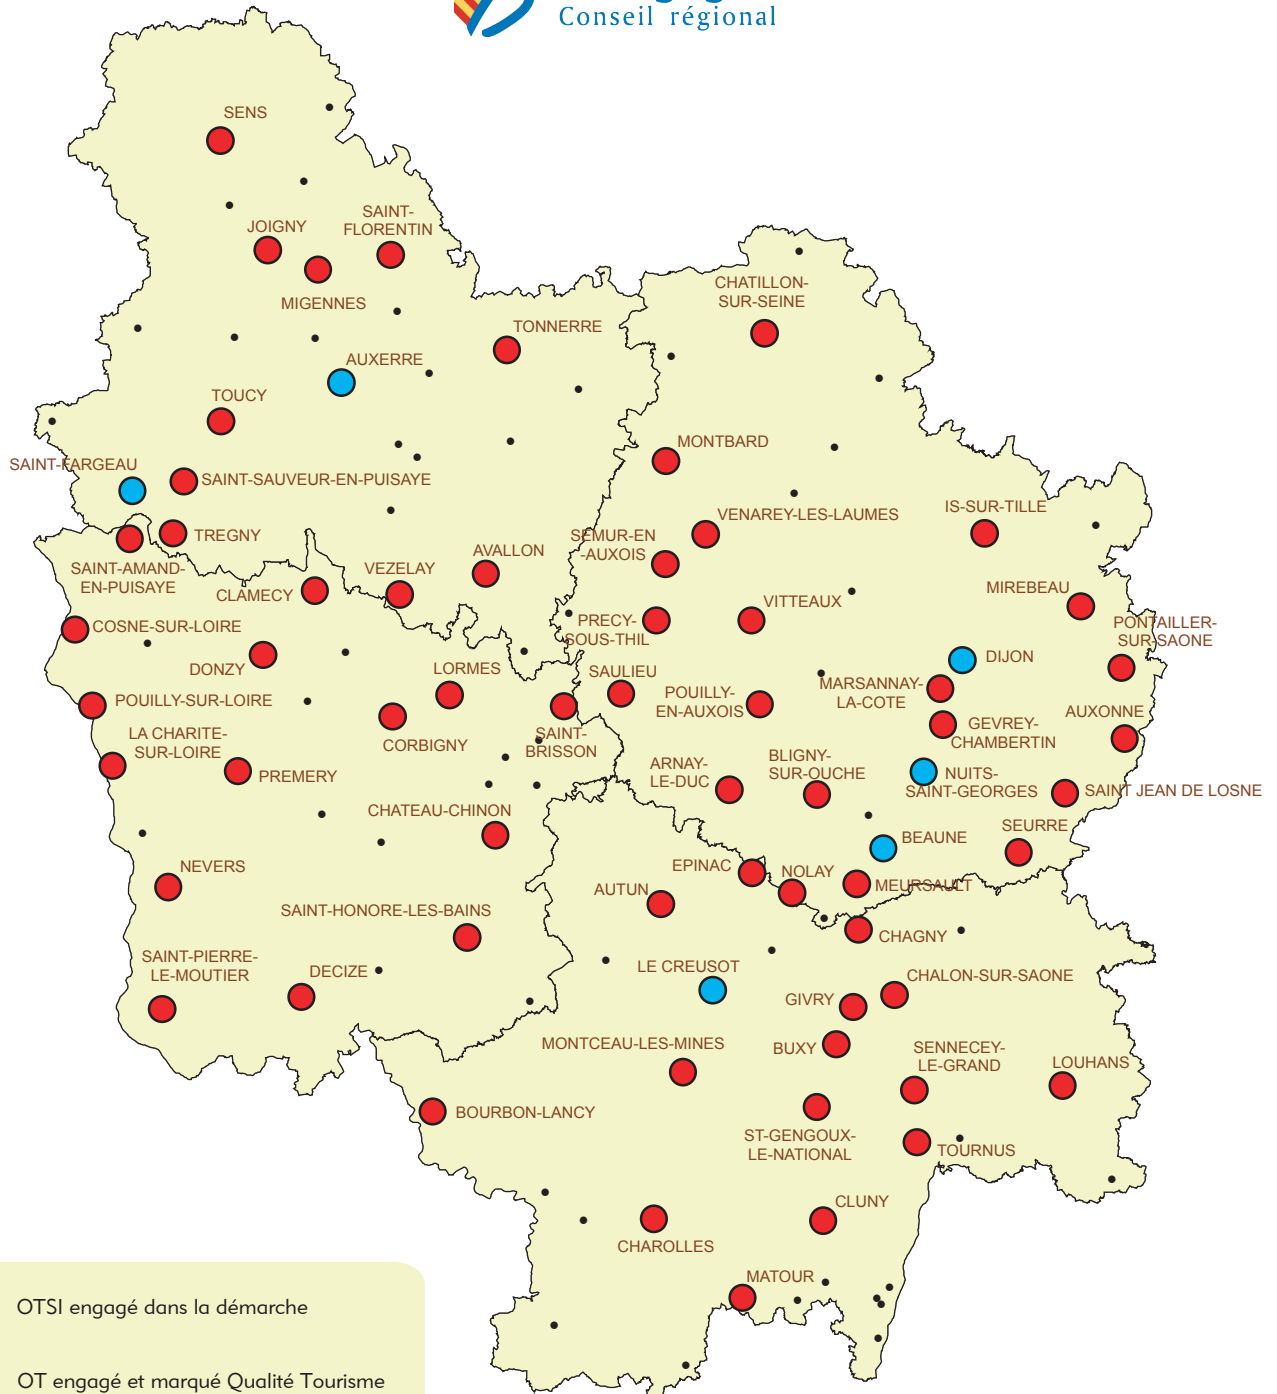 Conseil régional
SENS
JOIGNY
SAINT-
FLORENTIN
MIGENNES
CHATILLON-
SUR-SEINE
TONNERRE
AUXERRE
TOUCY
MONTBARD
SAINT-FARGEAU
SAINT-SAUVEUR-EN-PUISAYE
VENAREY-LES-LAUMES
IS-SUR-TILLE
TREGNY
SEMUR-EN
-AUXOIS
AVALLON
SAINT-AMAND-
EN-PUISAYE
VEZELAY
CLAMECY
MIREBEAU
VITTEAUX
COSNE-SUR-LOIRE
PRECY-
SOUS-THIL
PONTAILLER-
SUR-SAONE
DONZY
DIJON
LORMES
SAULIEU
MARSANNAY-
LA-COTE
POUILLY-SUR-LOIRE
POUILLY-
EN-AUXOIS
AUXONNE
GEVREY-
CHAMBERTIN
LA CHARITE-
SUR-LOIRE
CORBIGNY
SAINT-
BRISSON
PREMERY
ARNAY-
LE-DUC
BLIGNY-
SUR-OUCHE
NUITS-
SAINT-GEORGES
SAINT JEAN DE LOSNE
CHATEAU-CHINON
SEURRE
BEAUNE
NEVERS
EPINAC
NOLAY
MEURSAULT
AUTUN
SAINT-HONORE-LES-BAINS
CHAGNY
SAINT-PIERRE-
LE-MOUTIER
DECIZE
LE CREUSOT
CHALON-SUR-SAONE
GIVRY
MONTCEAU-LES-MINES
BUXY
SENNECEY-
LE-GRAND
LOUHANS
BOURBON-LANCY
ST-GENGOUX-
LE-NATIONAL
TOURNUS
CLUNY
CHAROLLES
MATOUR
OTSI engagé dans la démarche
OT engagé et marqué Qualité Tourisme